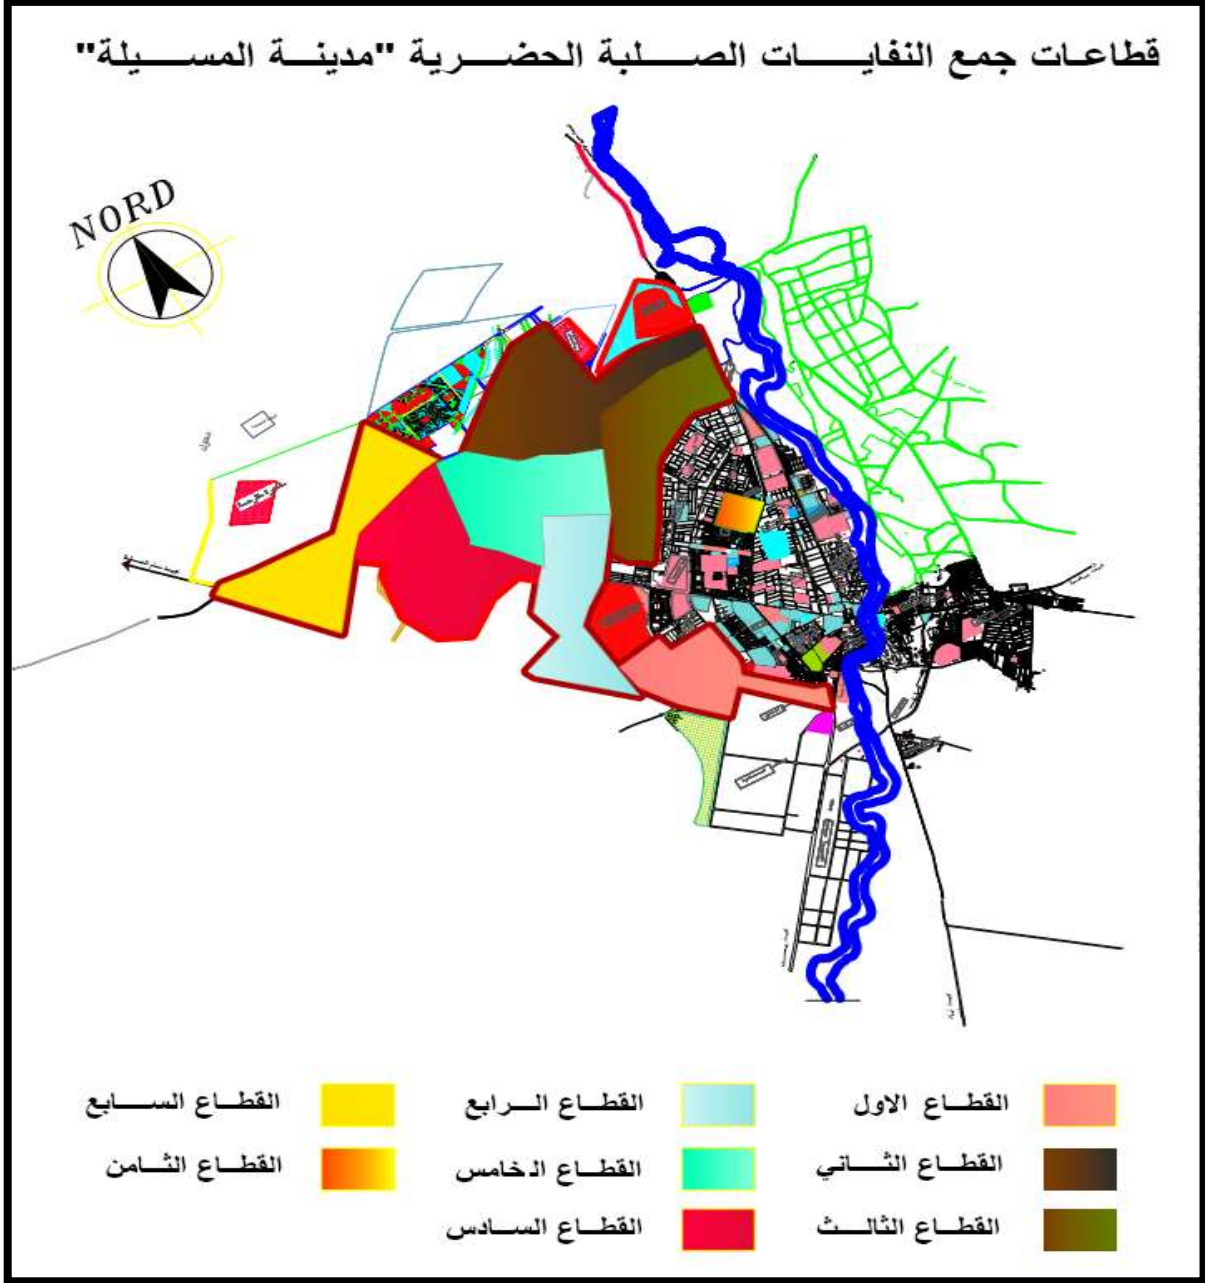 قطاعات جمع النفايات الصلبة الحضرية "مدينة المسيلة"
NORD
القطاع الاول
القطاع الثاني
القطاع الثالث
القطاع الرابع
القطاع الخامس
القطاع السادس
القطاع السابع
القطاع الثامن